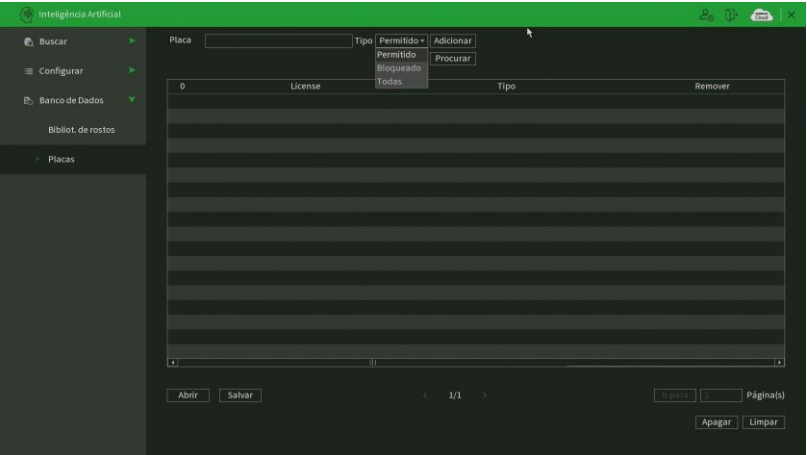 Inteligência Artificial
Buscar
Configurar
Banco de Dados
Bibliot. de rostos
Placas
Placa Tipo Permitido Adicionar
Permitido Procurar
Bloqueado
Todas
0 License Tipo Remover
Abrir Salvar 1/1 Ir para 1 Página(s)
Apagar Limpar